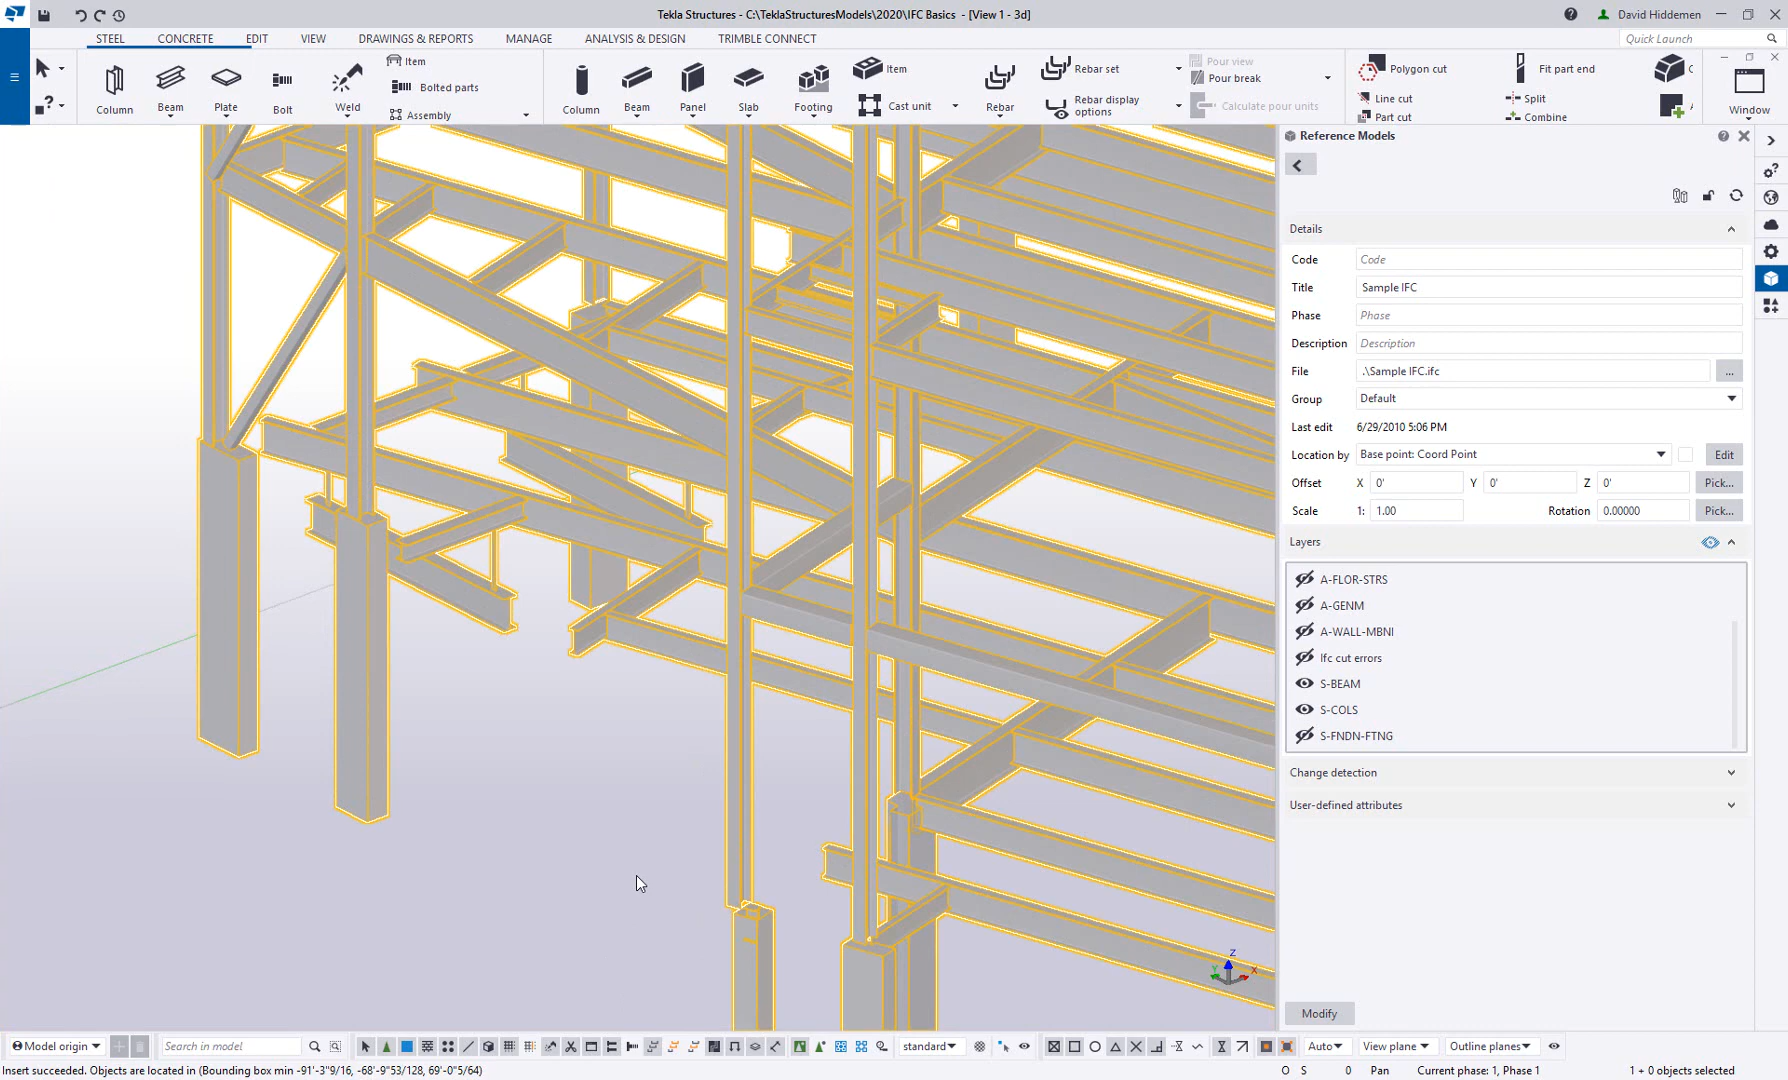 Tekla Structures - C:\TeklaStructuresModels\2020\IFC Basics - [View 1 - 3d]
David Hiddemen
STEEL CONCRETE EDIT VIEW DRAWINGS & REPORTS MANAGE ANALYSIS & DESIGN TRIMBLE CONNECT
Quick Launch
Column Beam Plate Bolt Weld
Item
Bolted parts
Assembly
Column Beam Panel Slab Footing
Item
Cast unit
Rebar
Rebar set
Rebar display options
Pour view
Pour break
Calculate pour units
Polygon cut
Line cut
Part cut
Fit part end
Split
Combine
Window
Reference Models
Details
Code Code
Title Sample IFC
Phase Phase
Description Description
File .\Sample IFC.ifc ...
Group Default
Last edit 6/29/2010 5:06 PM
Location by Base point: Coord Point Edit
Offset X 0' Y 0' Z 0' Pick...
Scale 1: 1.00 Rotation 0.00000 Pick...
Layers
A-FLOR-STRS
A-GENM
A-WALL-MBNI
Ifc cut errors
S-BEAM
S-COLS
S-FNDN-FTNG
Change detection
User-defined attributes
Z
Y X
Modify
Model origin Search in model standard Auto View plane Outline planes
Insert succeeded. Objects are located in (Bounding box min -91'-3"9/16, -68'-9"53/128, 69'-0"5/64) O S 0 Pan Current phase: 1, Phase 1 1 + 0 objects selected